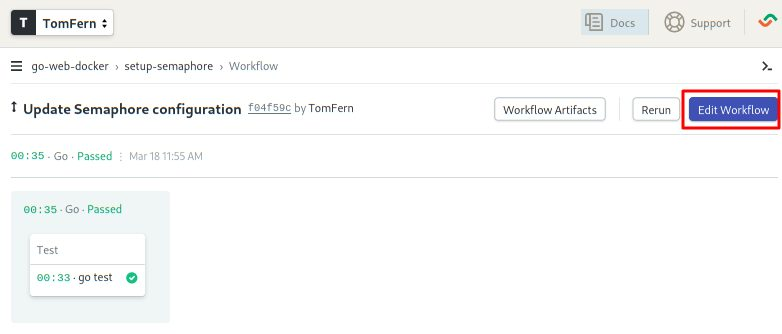 T TomFern
Docs
Support
go-web-docker › setup-semaphore › Workflow
Update Semaphore configuration f04f59c by TomFern
Workflow Artifacts
Rerun
Edit Workflow
00:35 · Go · Passed ⋮ Mar 18 11:55 AM
00:35 · Go · Passed
Test
00:33 · go test